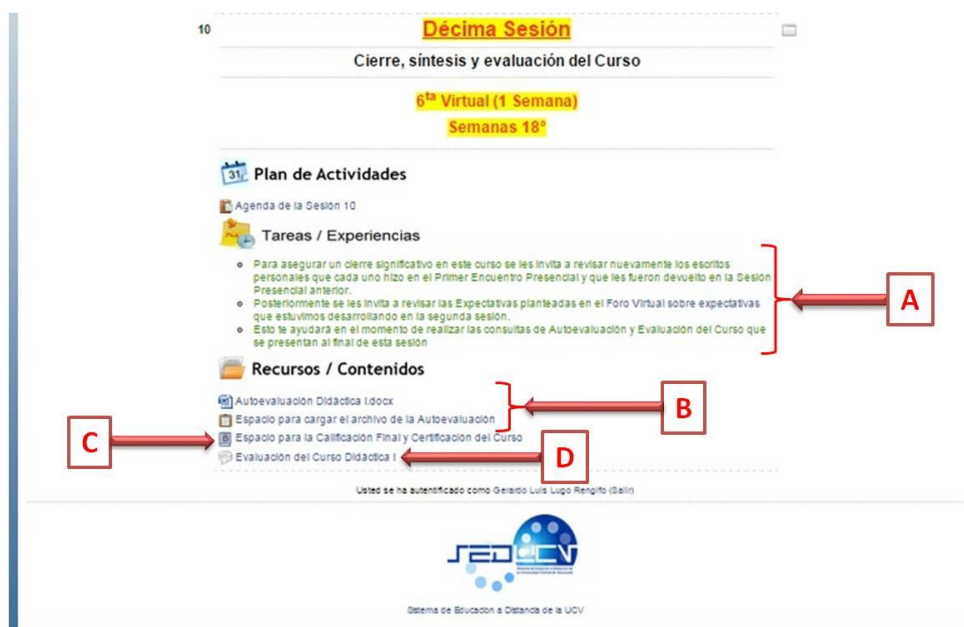 10
Décima Sesión
Cierre, síntesis y evaluación del Curso
6ta Virtual (1 Semana)
Semanas 18°
31
Plan de Actividades
Agenda de la Sesión 10
Tareas / Experiencias
Para asegurar un cierre significativo en este curso se les invita a revisar nuevamente los escritos
personales que cada uno hizo en el Primer Encuentro Presencial y que les fueron devuelto en la Sesión
Presencial anterior.
Posteriormente se les invita a revisar las Expectativas planteadas en el Foro Virtual sobre expectativas
que estuvimos desarrollando en la segunda sesión.
Esto te ayudará en el momento de realizar las consultas de Autoevaluación y Evaluación del Curso que
se presentan al final de esta sesión
A
Recursos / Contenidos
Autoevaluación Didáctica I.docx
Espacio para cargar el archivo de la Autoevaluación
B
Espacio para la Calificación Final y Certificación del Curso
C
Evaluación del Curso Didáctica I
D
Usted se ha autentificado como Gerardo Luis Lugo Rengifo (Salir)
SEDUCV
Sistema de Educacion a Distancia de la UCV